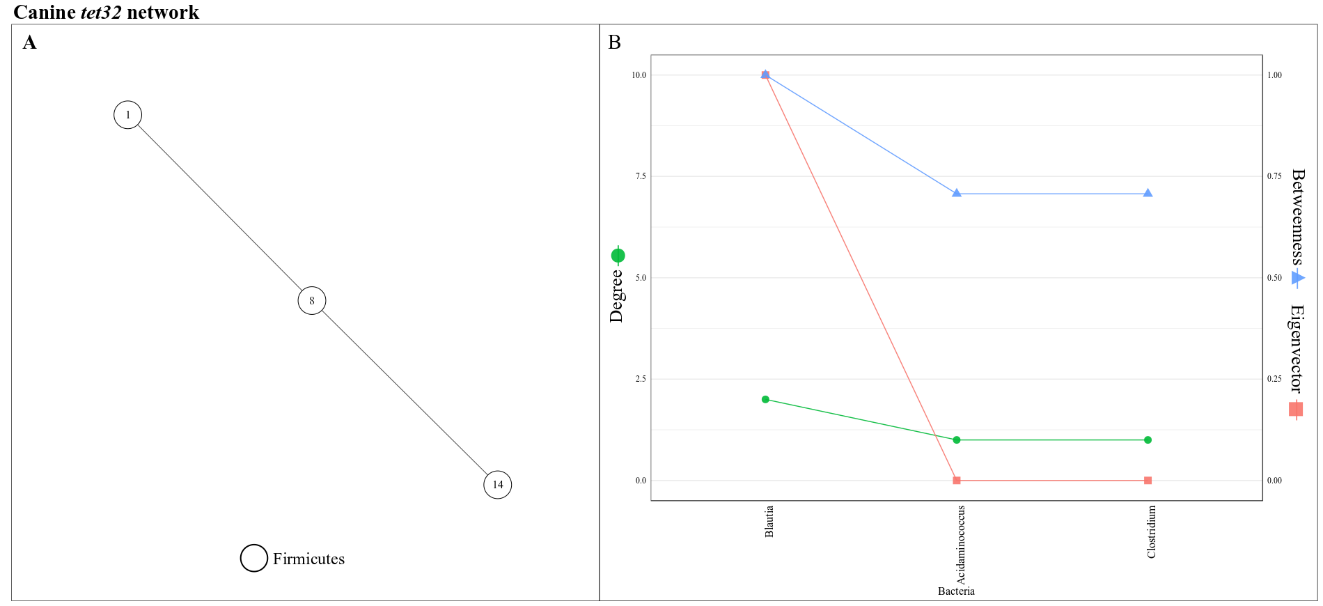 Canine tet32 network
A
1
8
14
Firmicutes
B
10.0
7.5
5.0
2.5
0.0
Degree
1.00
0.75
0.50
0.25
0.00
Betweenness
Eigenvector
Blautia
Acidaminococcus
Clostridium
Bacteria